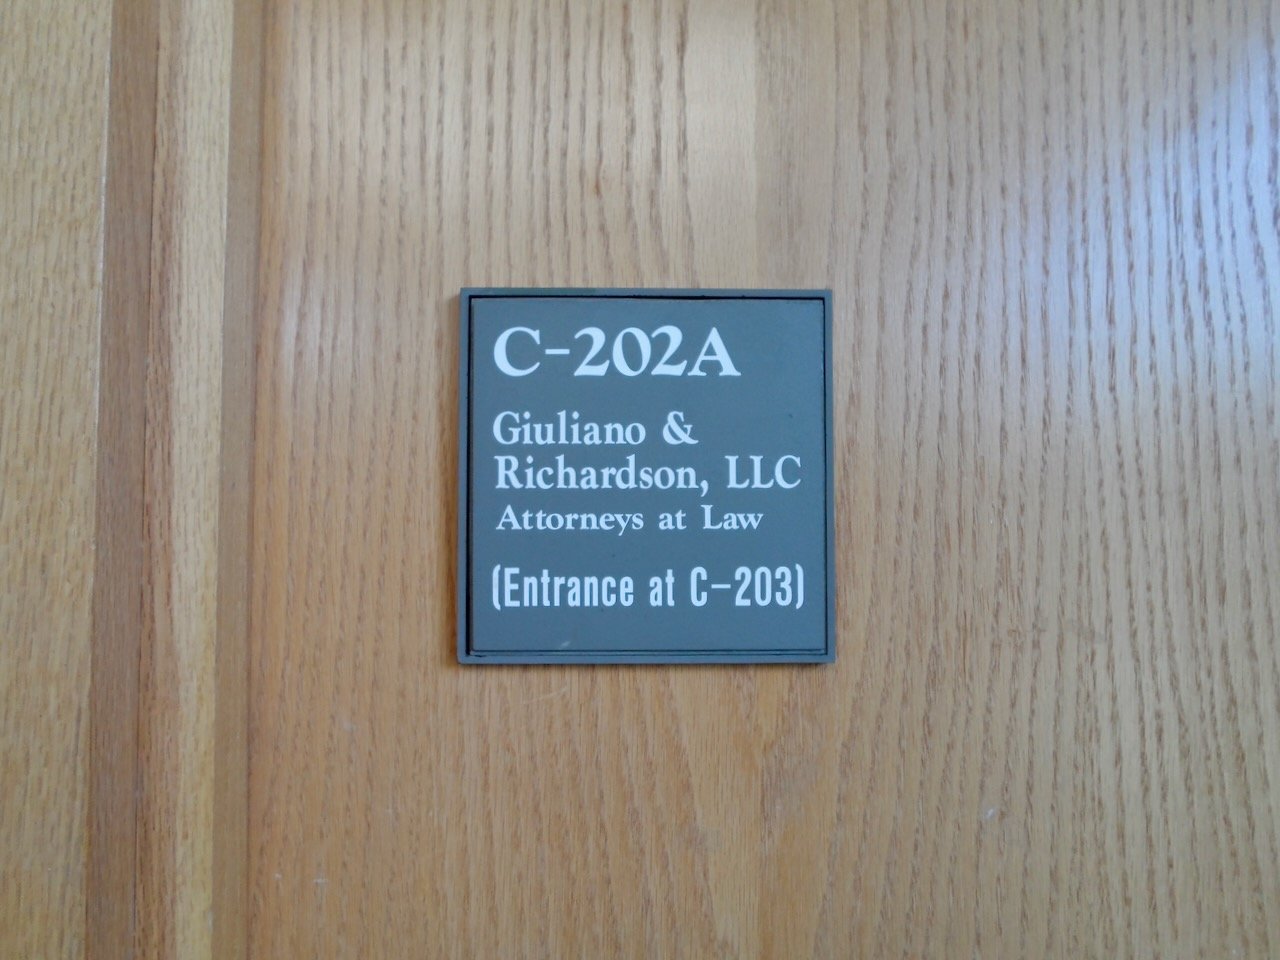 C-202A
Giuliano &
Richardson, LLC
Attorneys at Law
(Entrance at C-203)